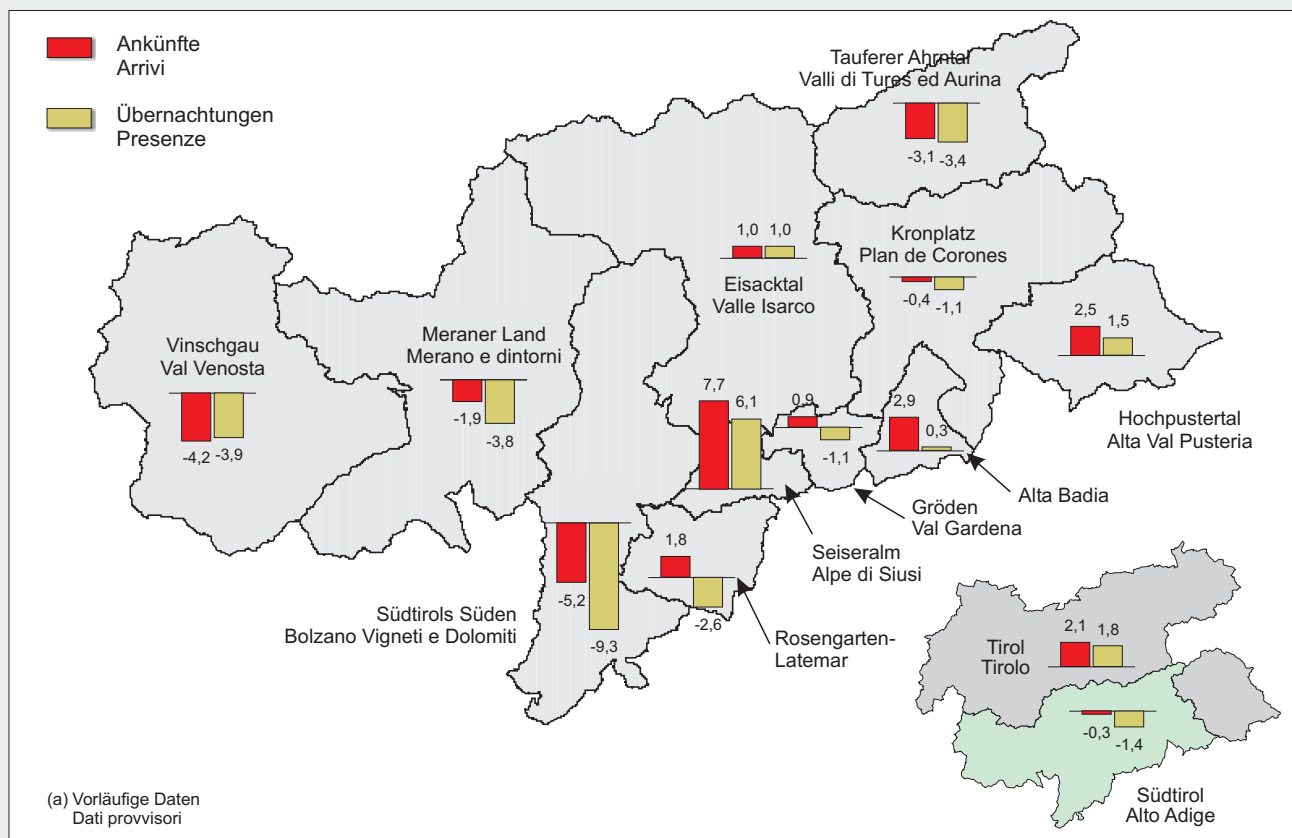 Ankünfte
Arrivi
Übernachtungen
Presenze
Tauferer Ahrntal
Valli di Tures ed Aurina
-3,1
-3,4
1,0 1,0
Eisacktal
Valle Isarco
Kronplatz
Plan de Corones
-0,4
-1,1
2,5
1,5
Hochpustertal
Alta Val Pusteria
Vinschgau
Val Venosta
-4,2 -3,9
Meraner Land
Merano e dintorni
-1,9
-3,8
7,7
6,1
0,9
-1,1
2,9
0,3
Alta Badia
Gröden
Val Gardena
Seiseralm
Alpe di Siusi
-5,2
-9,3
Südtirols Süden
Bolzano Vigneti e Dolomiti
1,8
-2,6
Rosengarten-
Latemar
Tirol
Tirolo
2,1
1,8
-0,3
-1,4
Südtirol
Alto Adige
(a) Vorläufige Daten
Dati provvisori